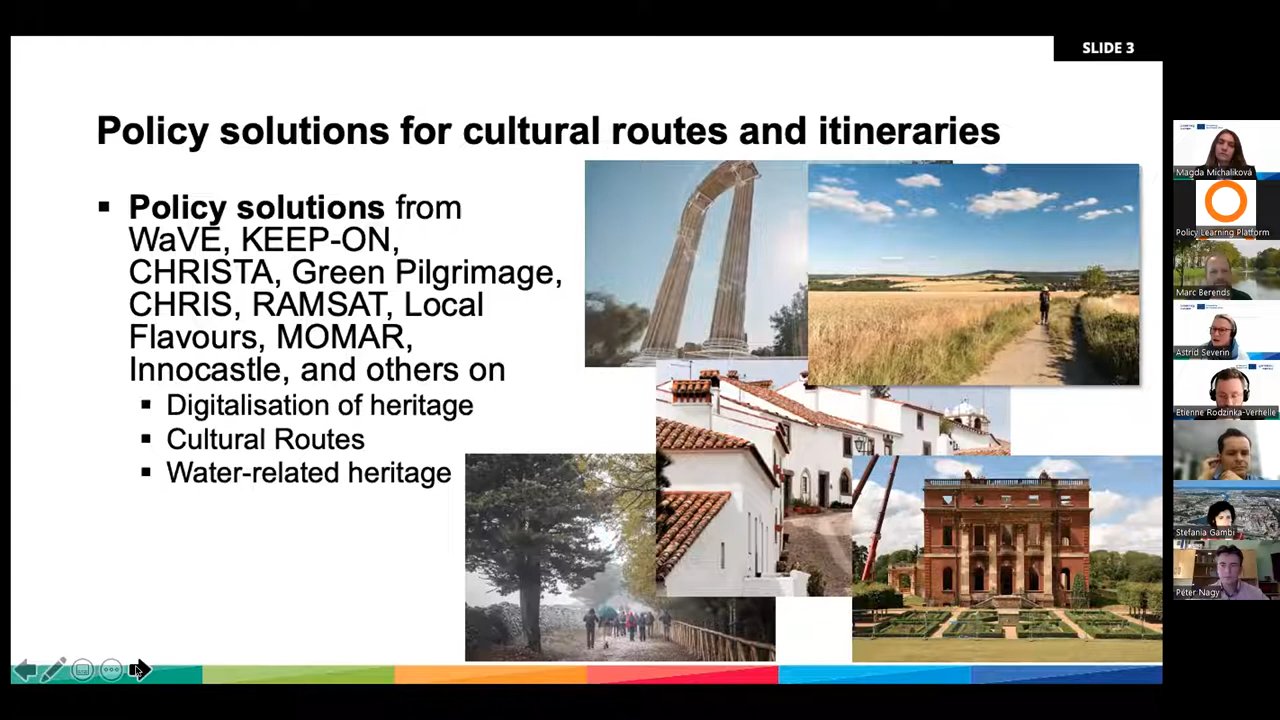 SLIDE 3
Policy solutions for cultural routes and itineraries
Policy solutions from
WaVE, KEEP-ON,
CHRISTA, Green Pilgrimage,
CHRIS, RAMSAT, Local
Flavours, MOMAR,
Innocastle, and others on
Digitalisation of heritage
Cultural Routes
Water-related heritage
Magda Michaliková
Policy Learning Platform
Marc Berends
Astrid Severin
Etienne Rodzinka-Verhelle
Stefania Gambi
Péter Nagy